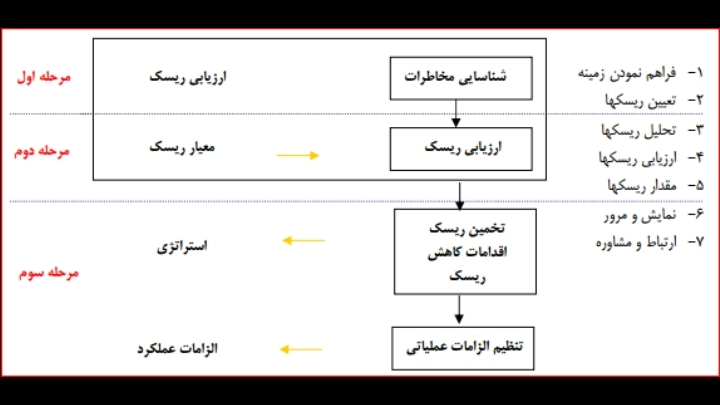 ۱- فراهم نمودن زمینه
۲- تعیین ریسکها
۳- تحلیل ریسکها
۴- ارزیابی ریسکها
۵- مقدار ریسکها
۶- نمایش و مرور
۷- ارتباط و مشاوره
شناسایی مخاطرات
ارزیابی ریسک
مرحله اول
ارزیابی ریسک
معیار ریسک
مرحله دوم
تخمین ریسک
اقدامات کاهش
ریسک
استراتژی
مرحله سوم
تنظیم الزامات عملیاتی
الزامات عملکرد